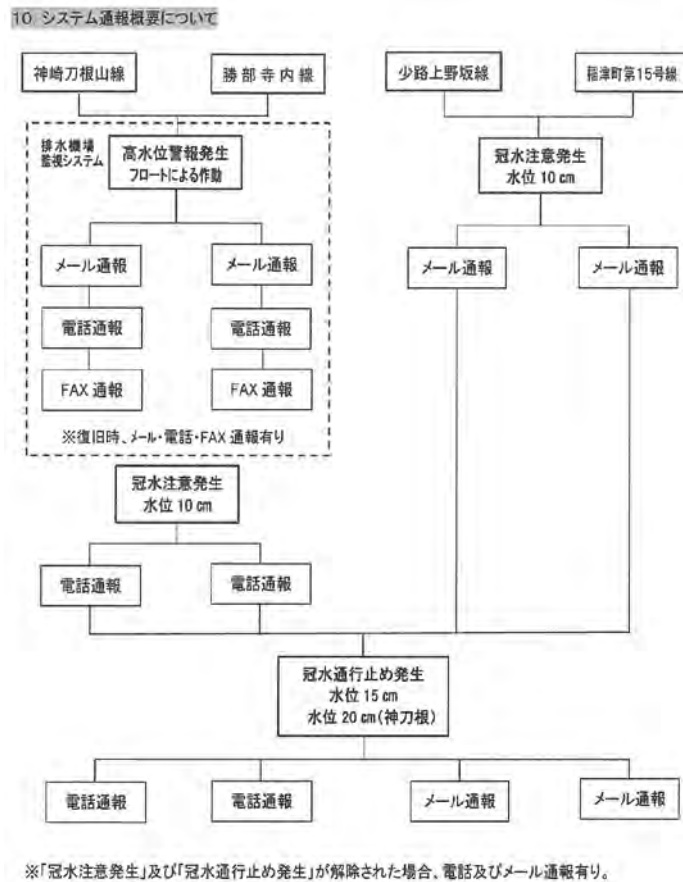 10 システム通報概要について
神崎刀根山線
勝部寺内線
少路上野坂線
稲津町第15号線
排水機場
監視システム
高水位警報発生
フロートによる作動
冠水注意発生
水位 10 cm
メール通報
メール通報
メール通報
メール通報
電話通報
電話通報
FAX 通報
FAX 通報
※復旧時、メール・電話・FAX 通報有り
冠水注意発生
水位 10 cm
電話通報
電話通報
冠水通行止め発生
水位 15 cm
水位 20 cm(神刀根)
電話通報
電話通報
メール通報
メール通報
※「冠水注意発生」及び「冠水通行止め発生」が解除された場合、電話及びメール通報有り。